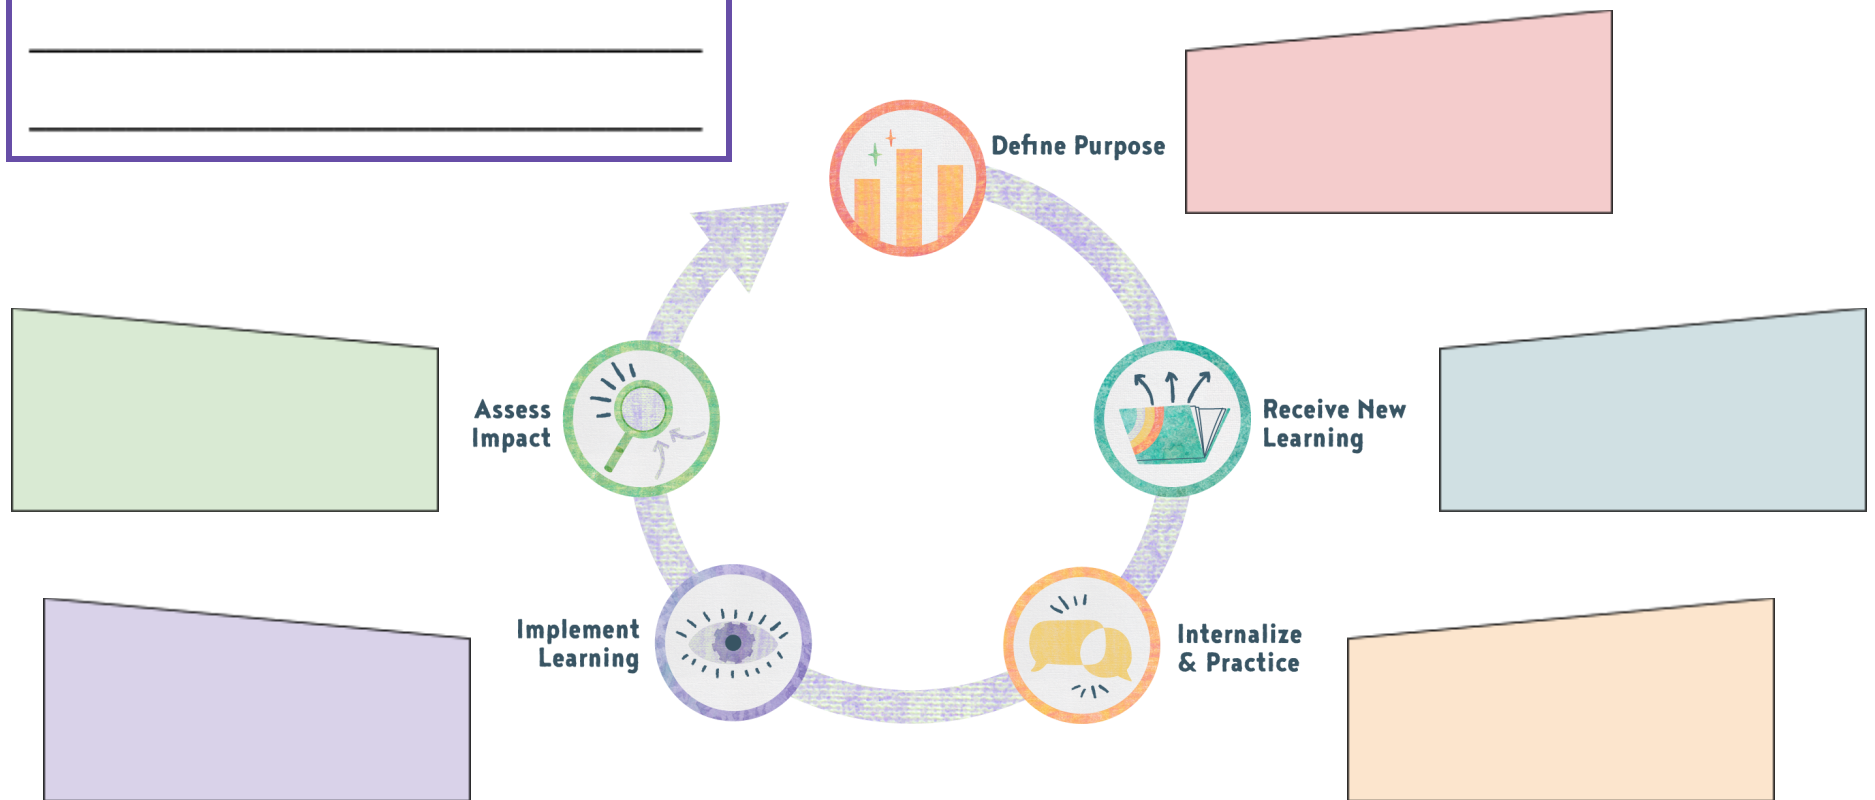 Define Purpose
Receive New
Learning
Internalize
& Practice
Implement
Learning
Assess
Impact